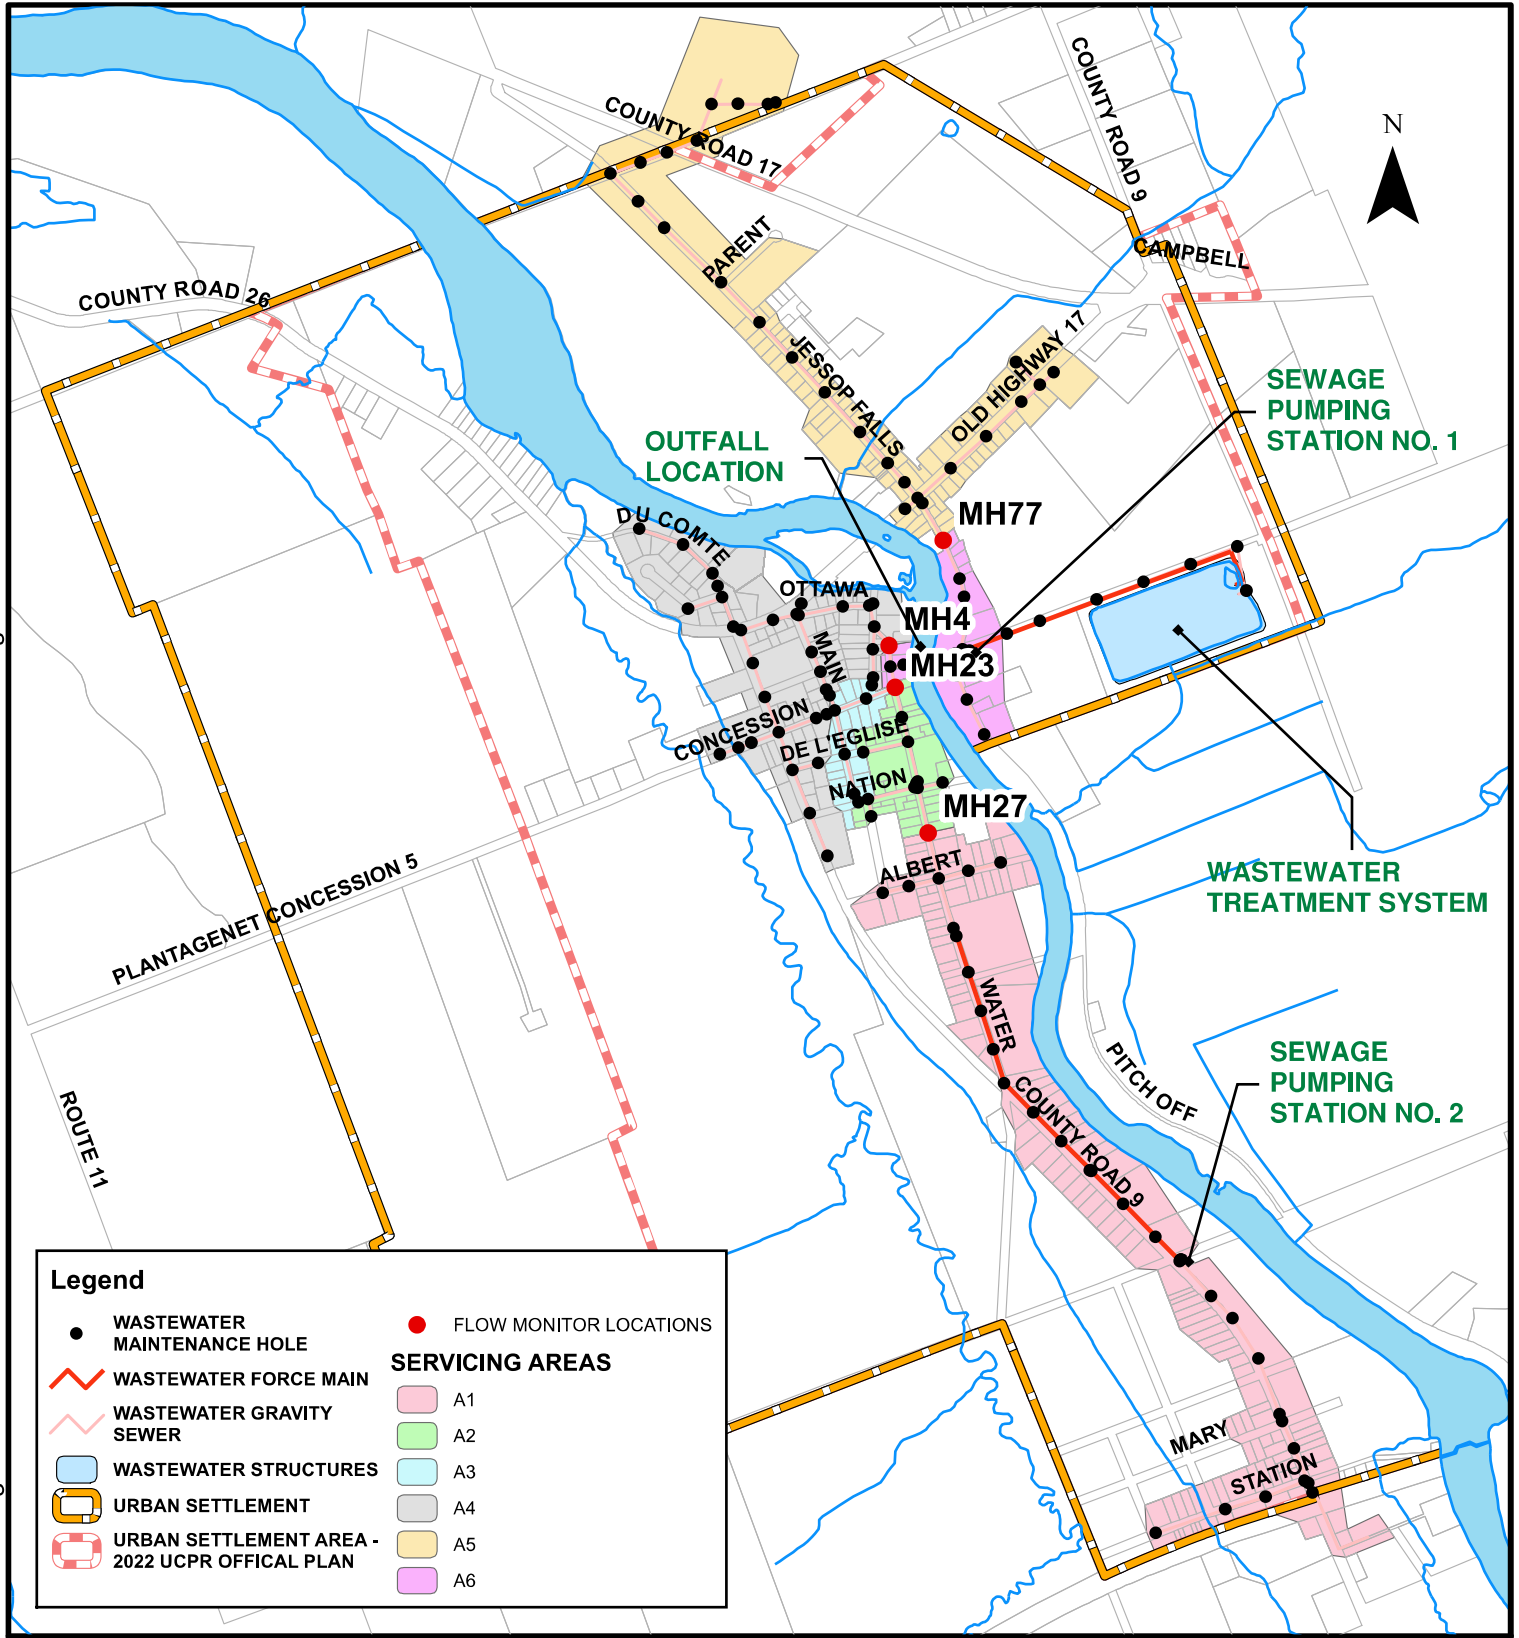 COUNTY ROAD 9
COUNTY ROAD 17
N
PARENT
CAMPBELL
COUNTY ROAD 26
JESSOP FALLS
OLD HIGHWAY 17
SEWAGE
PUMPING
STATION NO. 1
OUTFALL
LOCATION
MH77
DU COMTE
OTTAWA
MH4
MAIN
MH23
CONCESSION
DE L'EGLISE
NATION
MH27
ALBERT
WASTEWATER
TREATMENT SYSTEM
PLANTAGENET CONCESSION 5
WATER
PITCH OFF
SEWAGE
PUMPING
STATION NO. 2
ROUTE 11
COUNTY ROAD 9
MARY
STATION
Legend
WASTEWATER
MAINTENANCE HOLE
WASTEWATER FORCE MAIN
WASTEWATER GRAVITY
SEWER
WASTEWATER STRUCTURES
URBAN SETTLEMENT
URBAN SETTLEMENT AREA -
2022 UCPR OFFICAL PLAN
FLOW MONITOR LOCATIONS
SERVICING AREAS
A1
A2
A3
A4
A5
A6